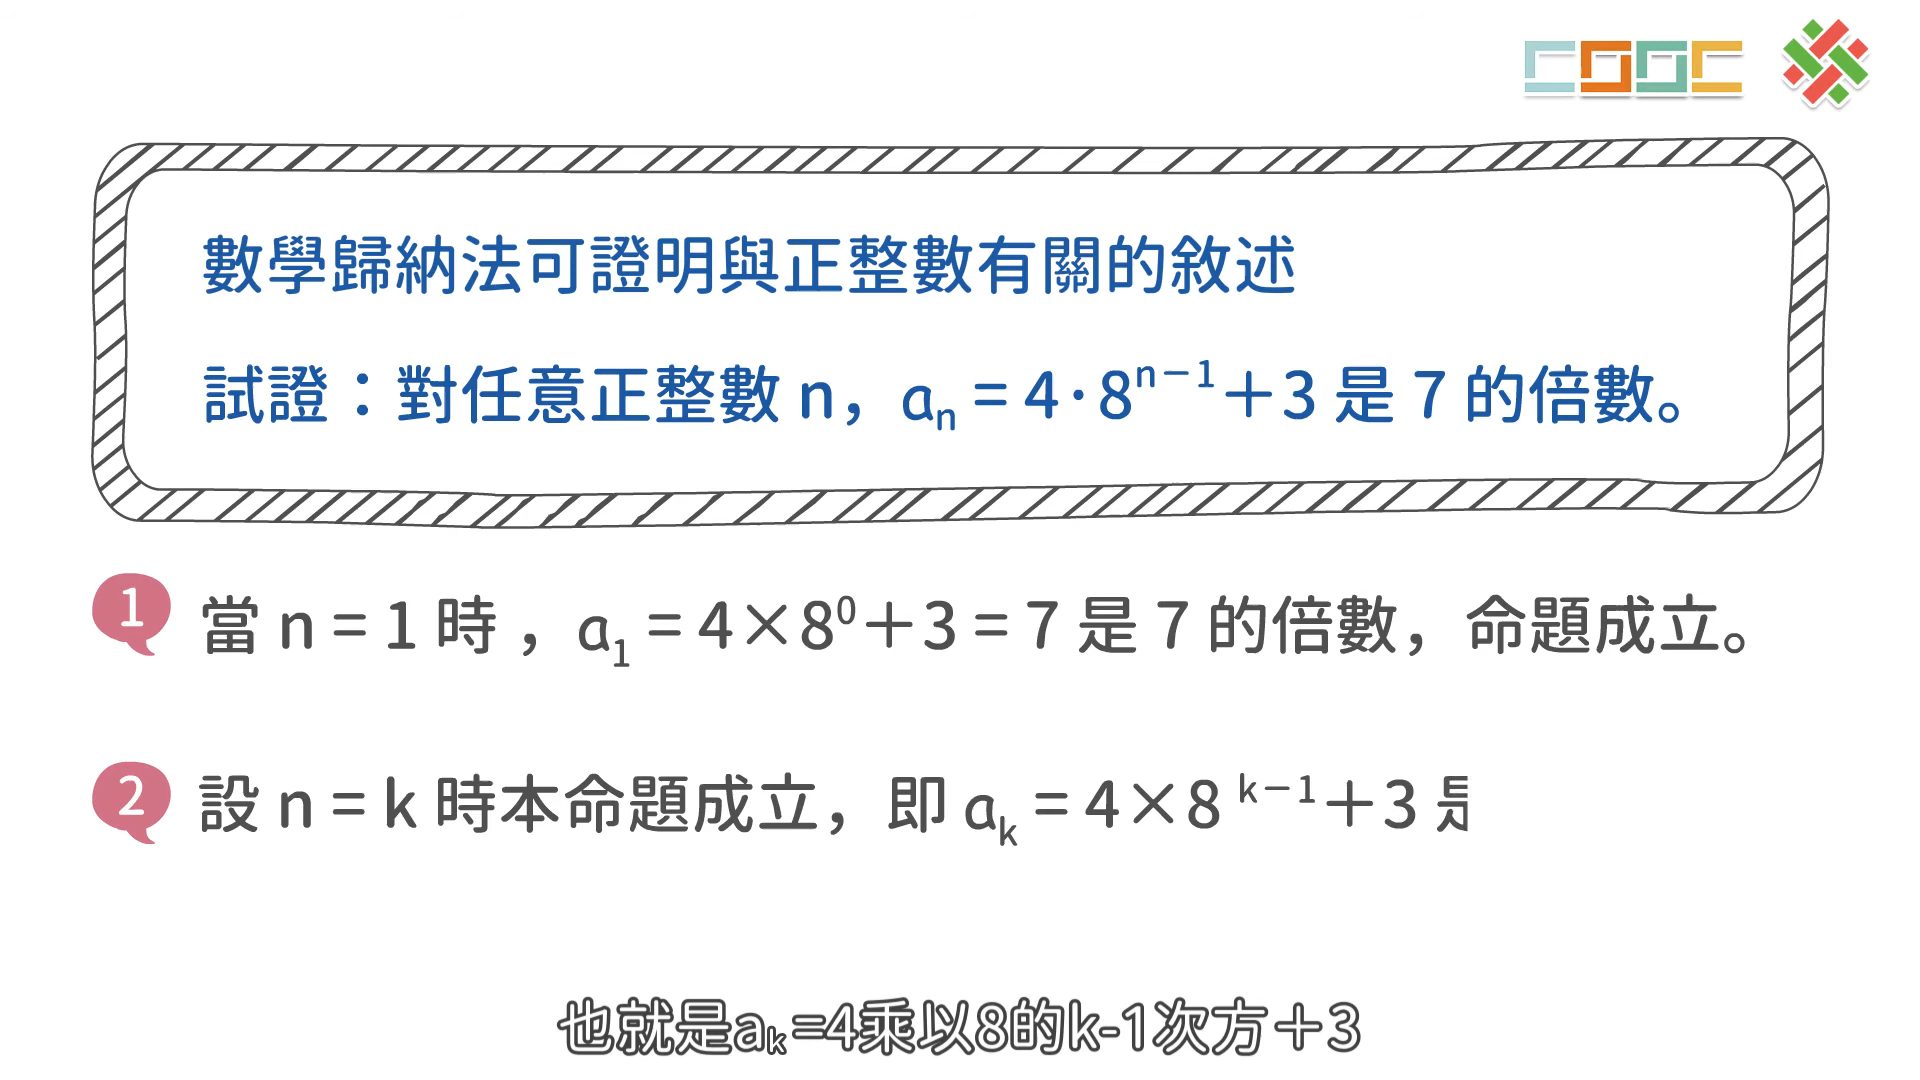 COOC
數學歸納法可證明與正整數有關的敘述
試證：對任意正整數 n，aₙ = 4·8ⁿ⁻¹＋3 是 7 的倍數。
1 當 n = 1 時，a₁ = 4×8⁰＋3 = 7 是 7 的倍數，命題成立。
2 設 n = k 時本命題成立，即 aₖ = 4×8ᵏ⁻¹＋3
也就是aₖ=4乘以8的k-1次方＋3